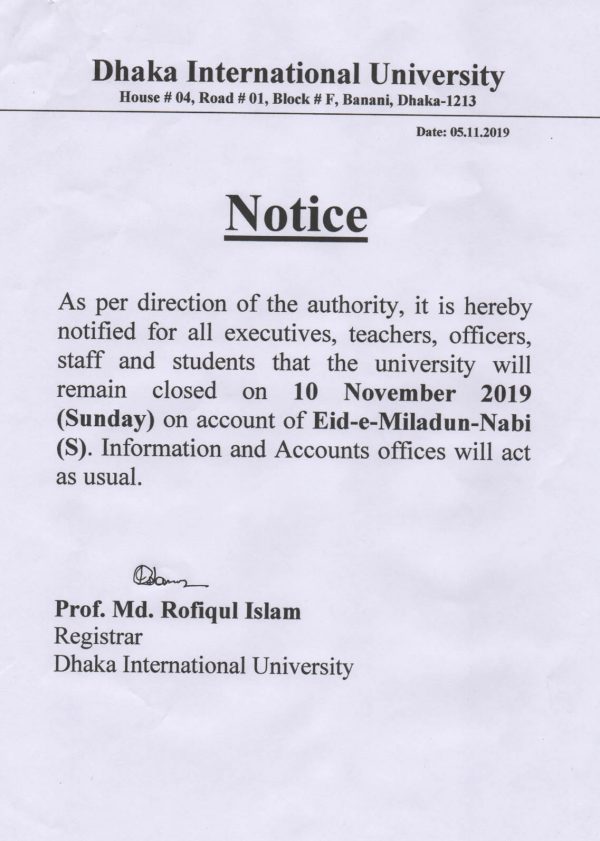 Dhaka International University
House # 04, Road # 01, Block # F, Banani, Dhaka-1213
Date: 05.11.2019
Notice
As per direction of the authority, it is hereby
notified for all executives, teachers, officers,
staff and students that the university will
remain closed on 10 November 2019
(Sunday) on account of Eid-e-Miladun-Nabi
(S). Information and Accounts offices will act
as usual.
Prof. Md. Rofiqul Islam
Registrar
Dhaka International University